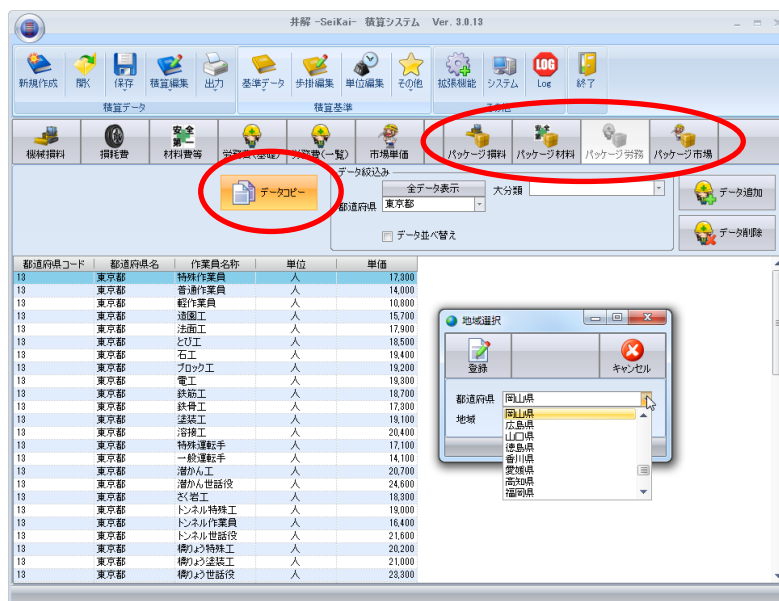 井解 -SeiKai- 積算システム Ver. 3.0.13
新規作成 開く 保存 積算編集 出力 基準データ 歩掛編集 単位編集 その他 拡張機能 システム LOG Log 終了
積算データ 積算基準 その他
機械損料 損耗費 安全第一 材料費等 労務費(基礎) 労務費(一覧) 市場単価 パッケージ損料 パッケージ材料 パッケージ労務 パッケージ市場
データコピー
データ絞込み
全データ表示 大分類
都道府県 東京都
データ並べ替え
データ追加
データ削除
都道府県コード 都道府県名 作業員名称 単位 単価
13 東京都 特殊作業員 人 17,300
13 東京都 普通作業員 人 14,000
13 東京都 軽作業員 人 10,800
13 東京都 造園工 人 15,700
13 東京都 法面工 人 17,900
13 東京都 とび工 人 18,500
13 東京都 石工 人 19,400
13 東京都 ブロック工 人 19,200
13 東京都 電工 人 19,300
13 東京都 鉄筋工 人 18,700
13 東京都 鉄骨工 人 17,300
13 東京都 塗装工 人 19,100
13 東京都 溶接工 人 20,400
13 東京都 特殊運転手 人 17,100
13 東京都 一般運転手 人 14,100
13 東京都 潜かん工 人 20,700
13 東京都 潜かん世話役 人 24,600
13 東京都 さく岩工 人 18,300
13 東京都 トンネル特殊工 人 19,000
13 東京都 トンネル作業員 人 16,400
13 東京都 トンネル世話役 人 21,600
13 東京都 橋りょう特殊工 人 20,200
13 東京都 橋りょう塗装工 人 21,000
13 東京都 橋りょう世話役 人 23,300
地域選択
登録 キャンセル
都道府県 岡山県
地域
岡山県
広島県
山口県
徳島県
香川県
愛媛県
高知県
福岡県